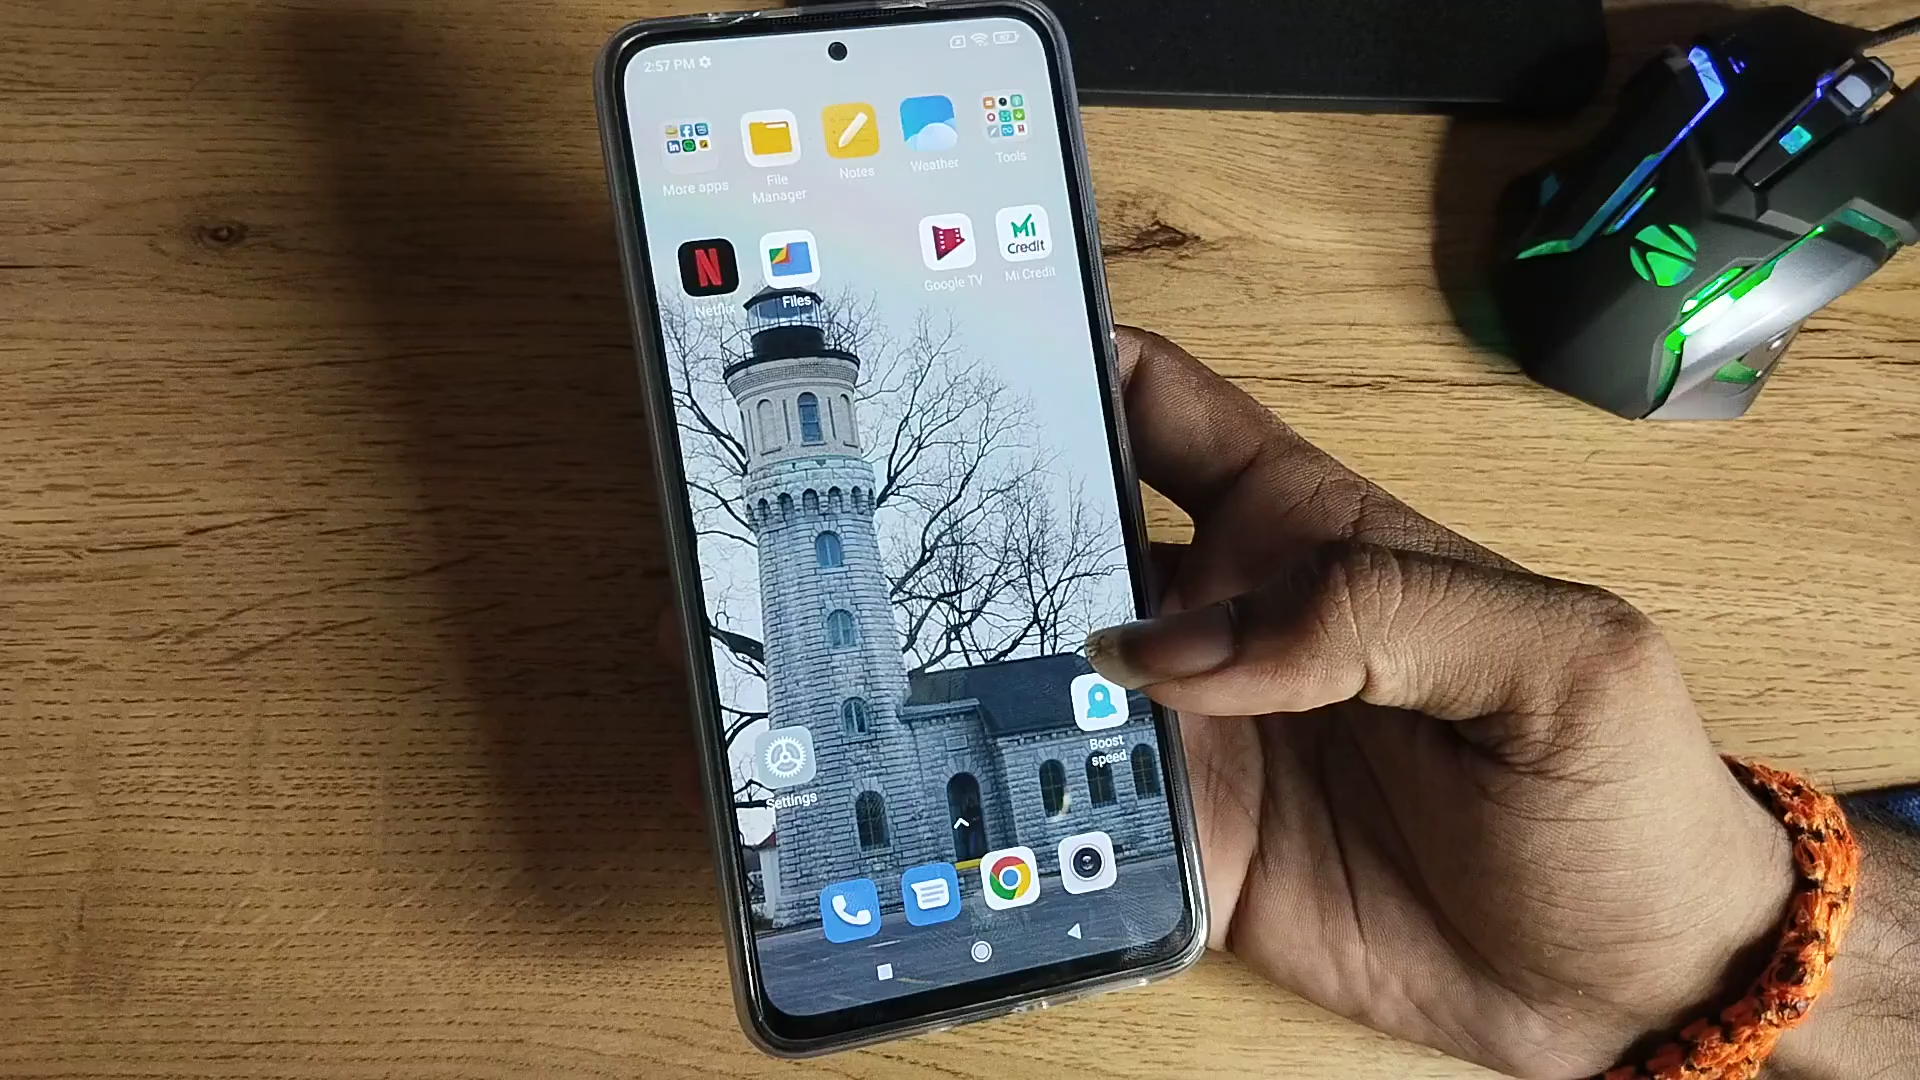 2:57 PM
More apps
File
Manager
Notes
Weather
Tools
Netflix
Files
Google TV
Mi
Credit
Mi Credit
Settings
Boost
speed